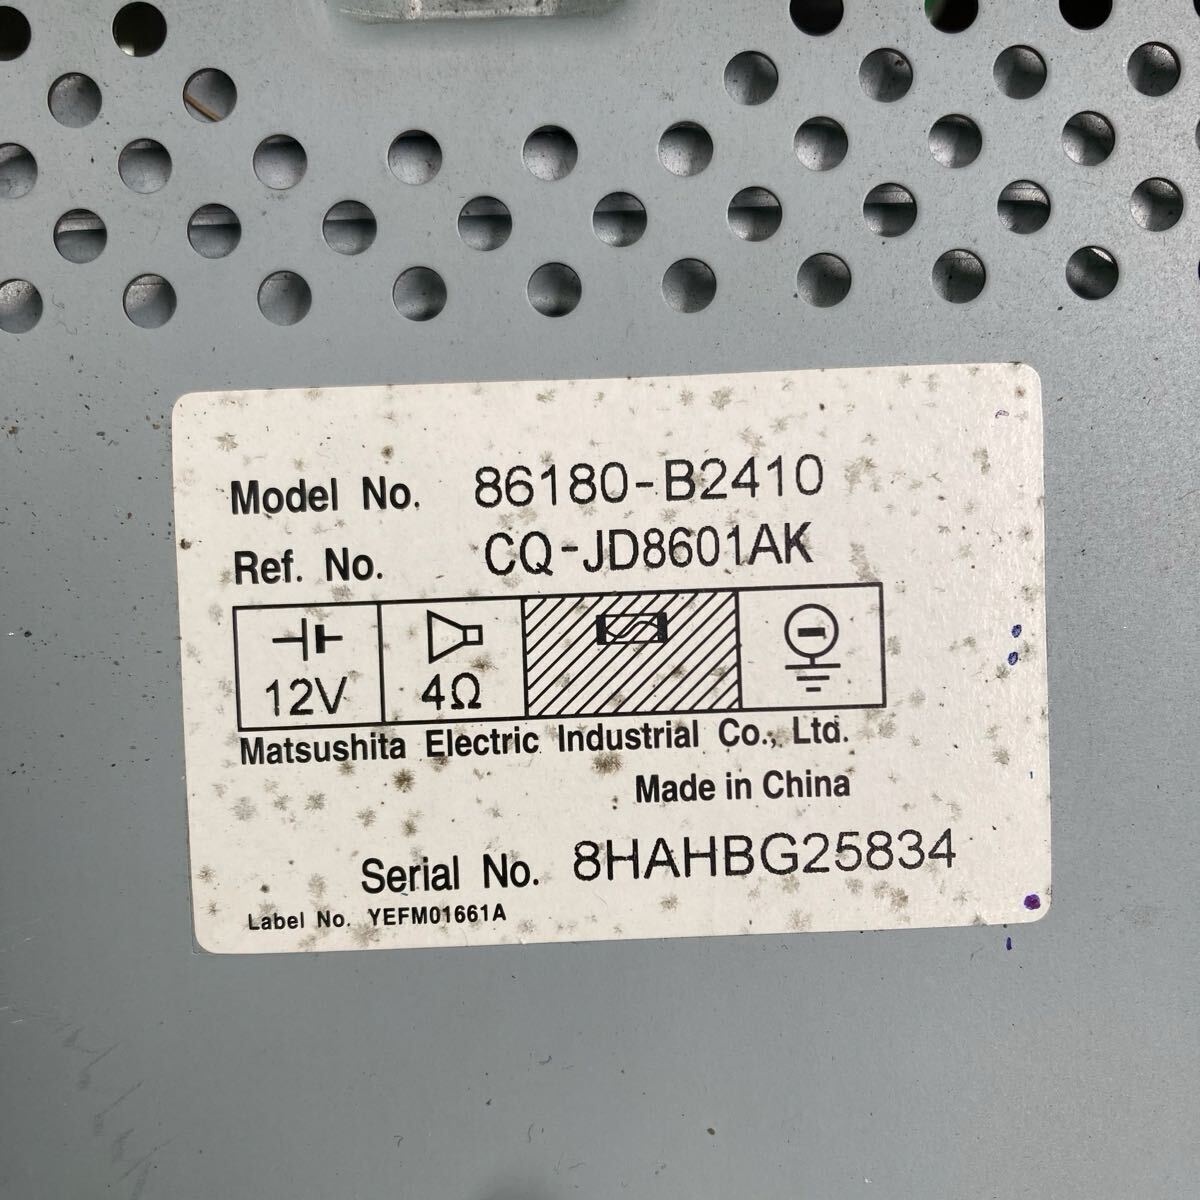 Model No. 86180-B2410
Ref. No. CQ-JD8601AK
12V 4Ω
Matsushita Electric Industrial Co., Ltd.
Made in China
Serial No. 8HAHBG25834
Label No. YEFM01661A